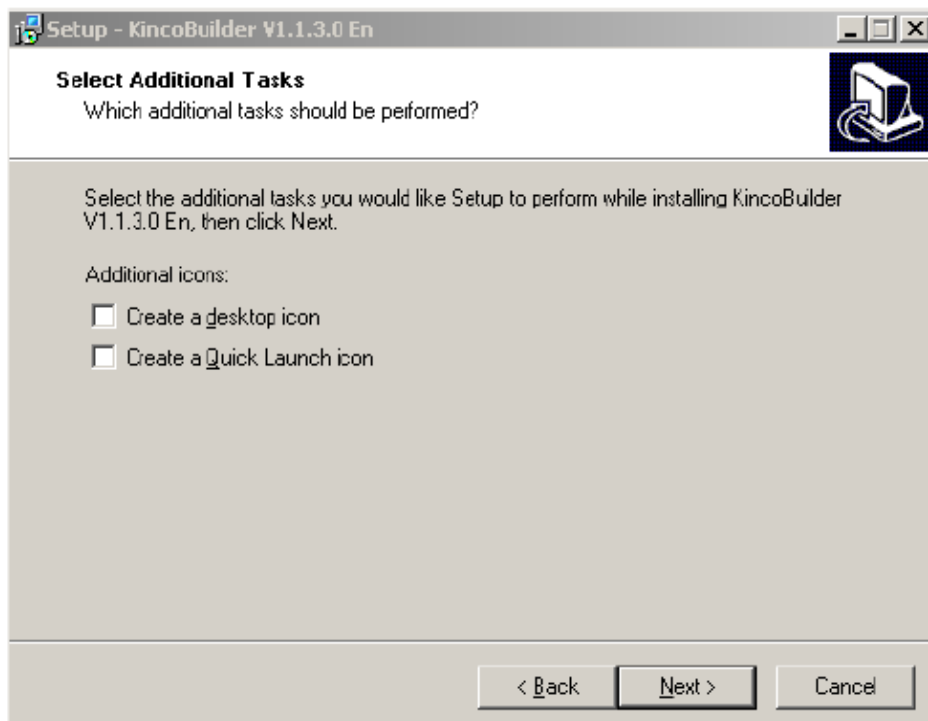 Setup - KincoBuilder V1.1.3.0 En
Select Additional Tasks
Which additional tasks should be performed?
Select the additional tasks you would like Setup to perform while installing KincoBuilder
V1.1.3.0 En, then click Next.
Additional icons:
Create a desktop icon
Create a Quick Launch icon
< Back Next > Cancel